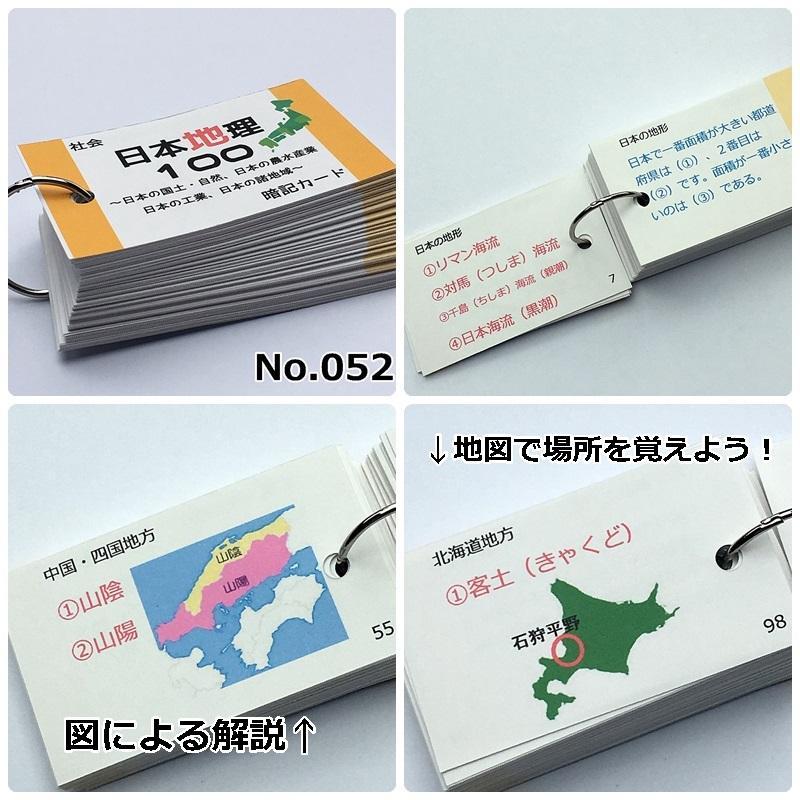 社会
日本地理
100
～日本の国土・自然、日本の農水産業
日本の工業、日本の諸地域～
暗記カード
No.052
日本の地形
①リマン海流
②対馬（つしま）海流
③千島（ちしま）海流（親潮）
④日本海流（黒潮）
7
日本の地形
日本で一番面積が大きい都道
府県は（①）、２番目は
（②）です。面積が一番小さ
いのは（③）である。
中国・四国地方
①山陰
②山陽
山陰
山陽
55
図による解説↑
↓地図で場所を覚えよう！
北海道地方
①客土（きゃくど）
石狩平野
98